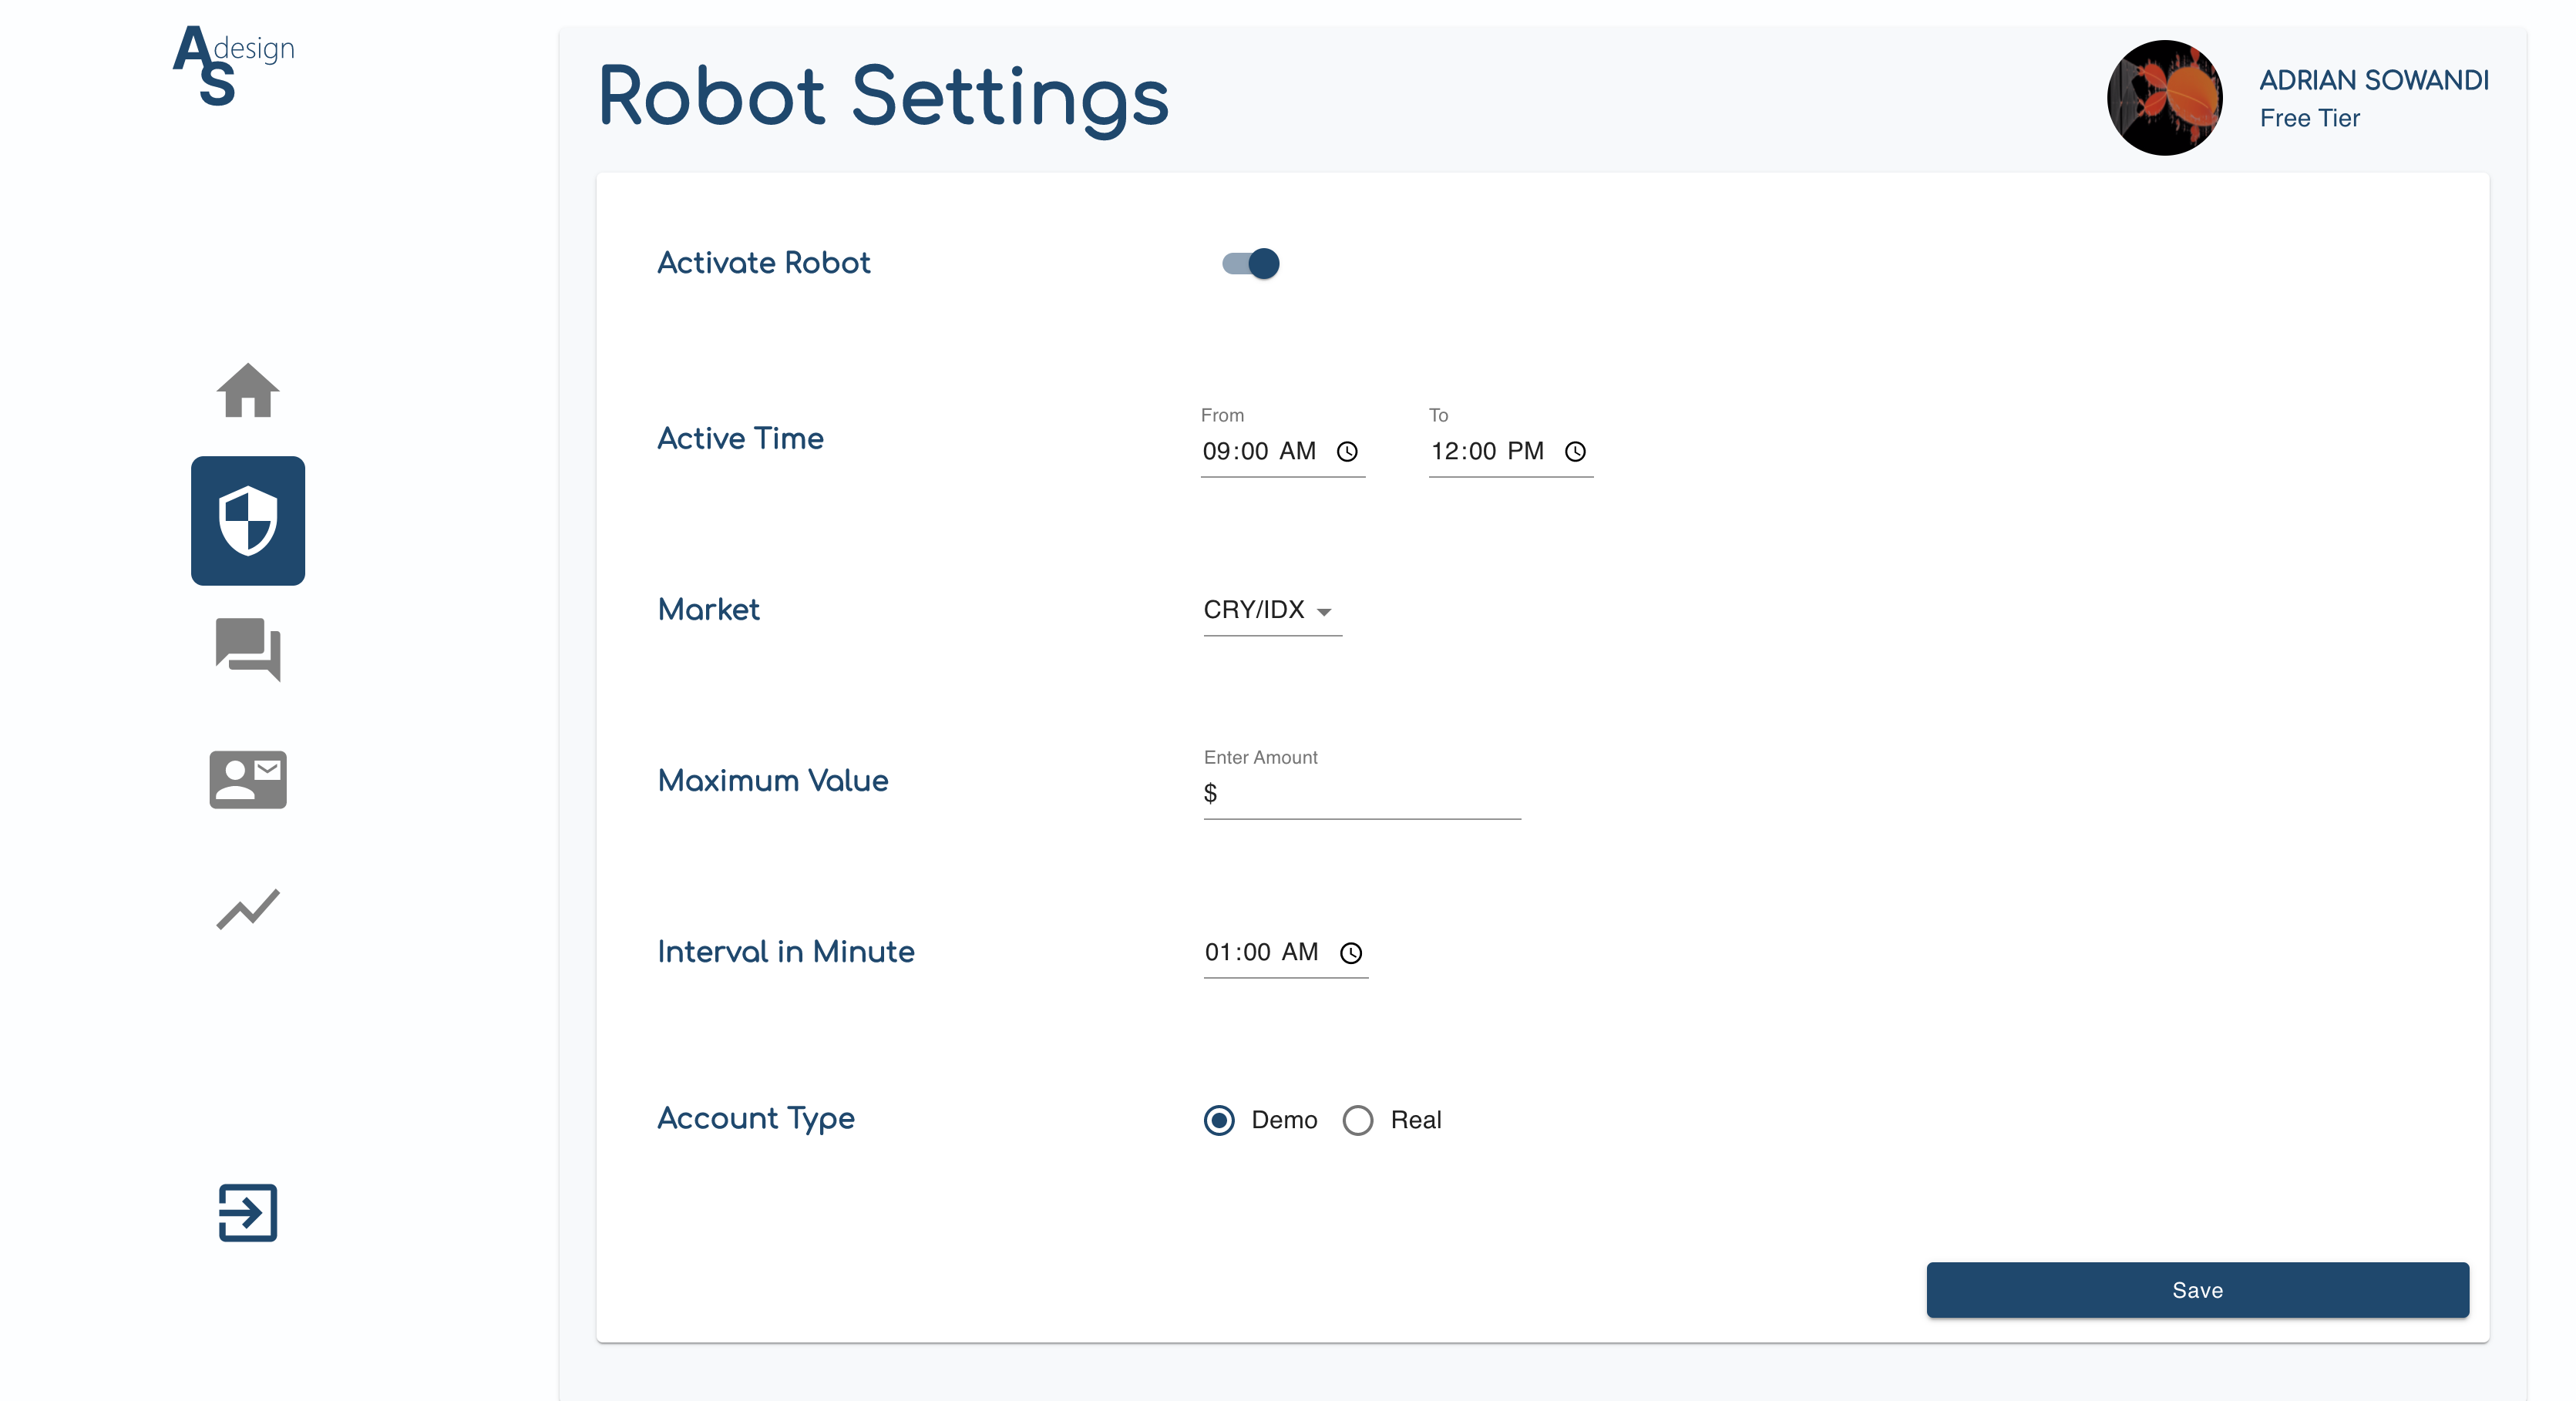 A design
S
Robot Settings
ADRIAN SOWANDI
Free Tier
Activate Robot
Active Time
From
09:00 AM
To
12:00 PM
Market
CRY/IDX
Maximum Value
Enter Amount
$
Interval in Minute
01:00 AM
Account Type
Demo
Real
Save